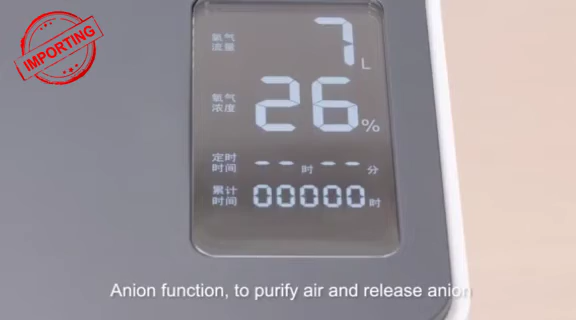 IMPORTING
氧气
流量
7L
氧气
浓度
26%
定时
时间
-- 时 -- 分
累计
时间
00000 时
Anion function, to purify air and release anion